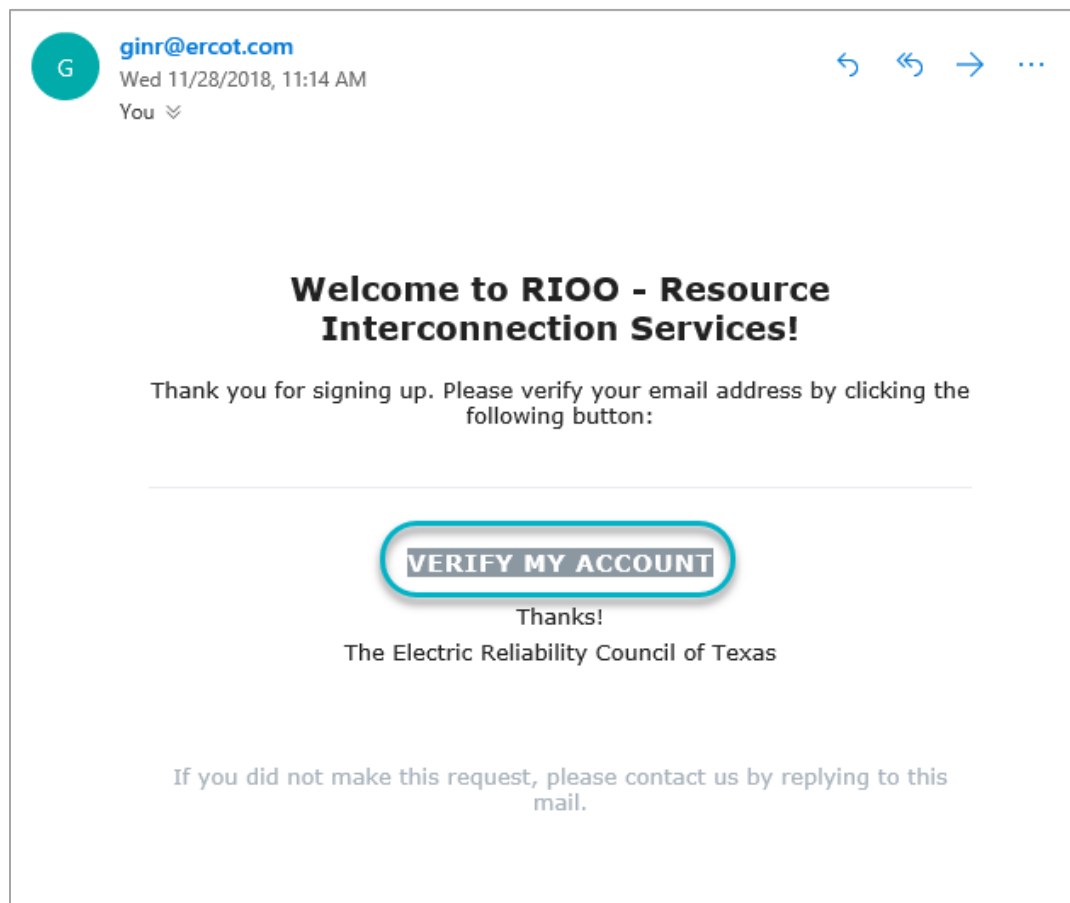 G
ginr@ercot.com
Wed 11/28/2018, 11:14 AM
You
Welcome to RIOO - Resource
Interconnection Services!
Thank you for signing up. Please verify your email address by clicking the
following button:
VERIFY MY ACCOUNT
Thanks!
The Electric Reliability Council of Texas
If you did not make this request, please contact us by replying to this
mail.